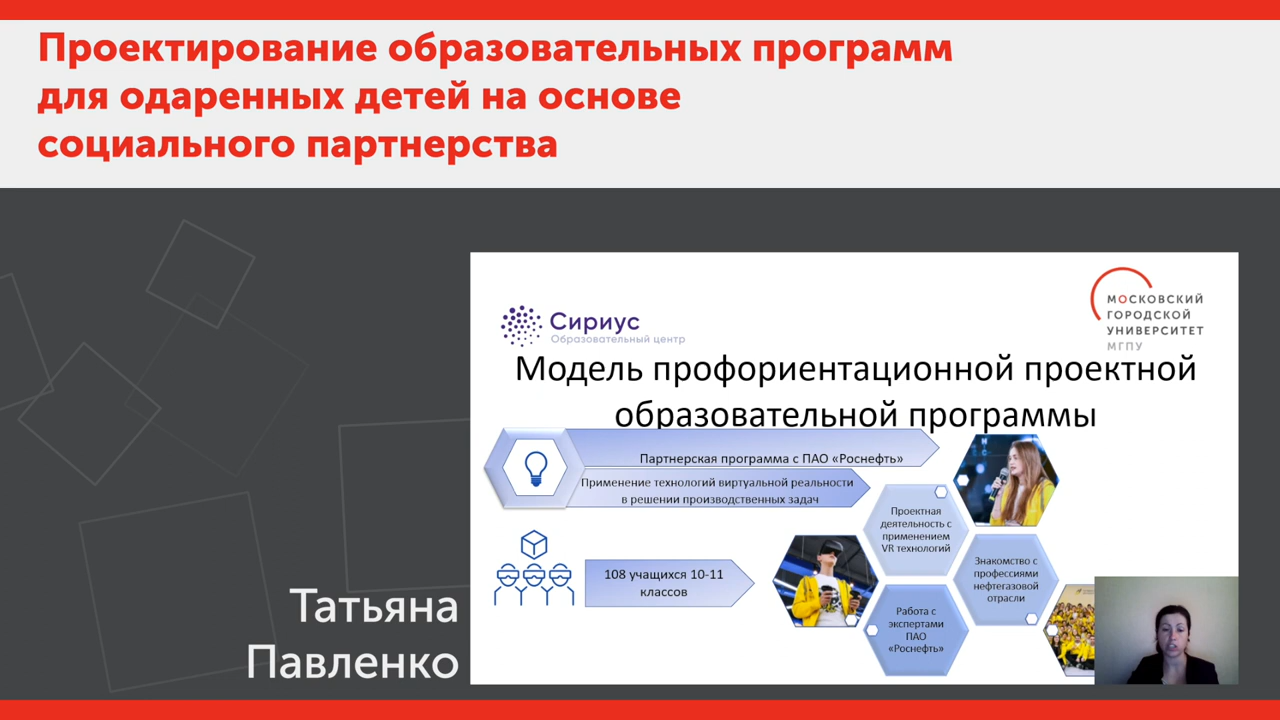 Проектирование образовательных программ
для одаренных детей на основе
социального партнерства
Сириус
Образовательный центр
МОСКОВСКИЙ
ГОРОДСКОЙ
УНИВЕРСИТЕТ
МГПУ
Модель профориентационной проектной
образовательной программы
Партнерская программа с ПАО «Роснефть»
Применение технологий виртуальной реальности
в решении производственных задач
Проектная
деятельность с
применением
VR технологий
Знакомство с
профессиями
нефтегазовой
отрасли
108 учащихся 10-11
классов
Работа с
экспертами
ПАО
«Роснефть»
Татьяна
Павленко